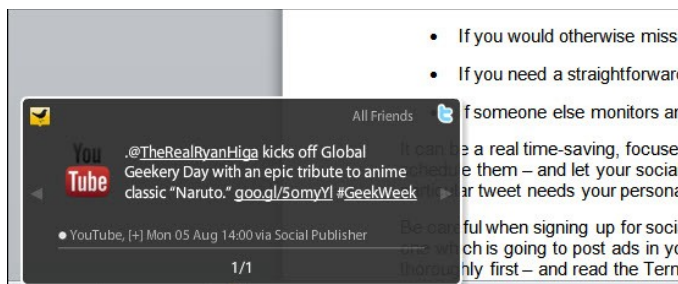 • If you would otherwise miss
• If you need a straightforward
f someone else monitors ar
All Friends
You
Tube
.@TheRealRyanHiga kicks off Global
Geekery Day with an epic tribute to anime
classic “Naruto.” goo.gl/5omyYl #GeekWeek
● YouTube, [+] Mon 05 Aug 14:00 via Social Publisher
1/1
It can be a real time-saving, focuse
schedule them – and let your socia
particular tweet needs your persona
Be careful when signing up for soci
one which is going to post ads in yo
thoroughly first – and read the Tern